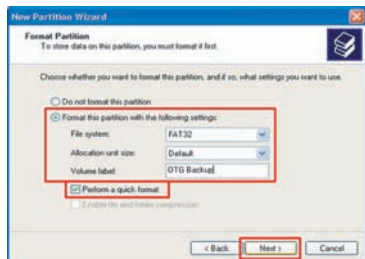 New Partition Wizard
Format Partition
To store data on this partition, you must format it first.
Choose whether you want to format this partition, and if so, what settings you want to use.
Do not format this partition
Format this partition with the following settings:
File system: FAT32
Allocation unit size: Default
Volume label: OTG Backup
Perform a quick format
Enable file and folder compression
< Back Next > Cancel